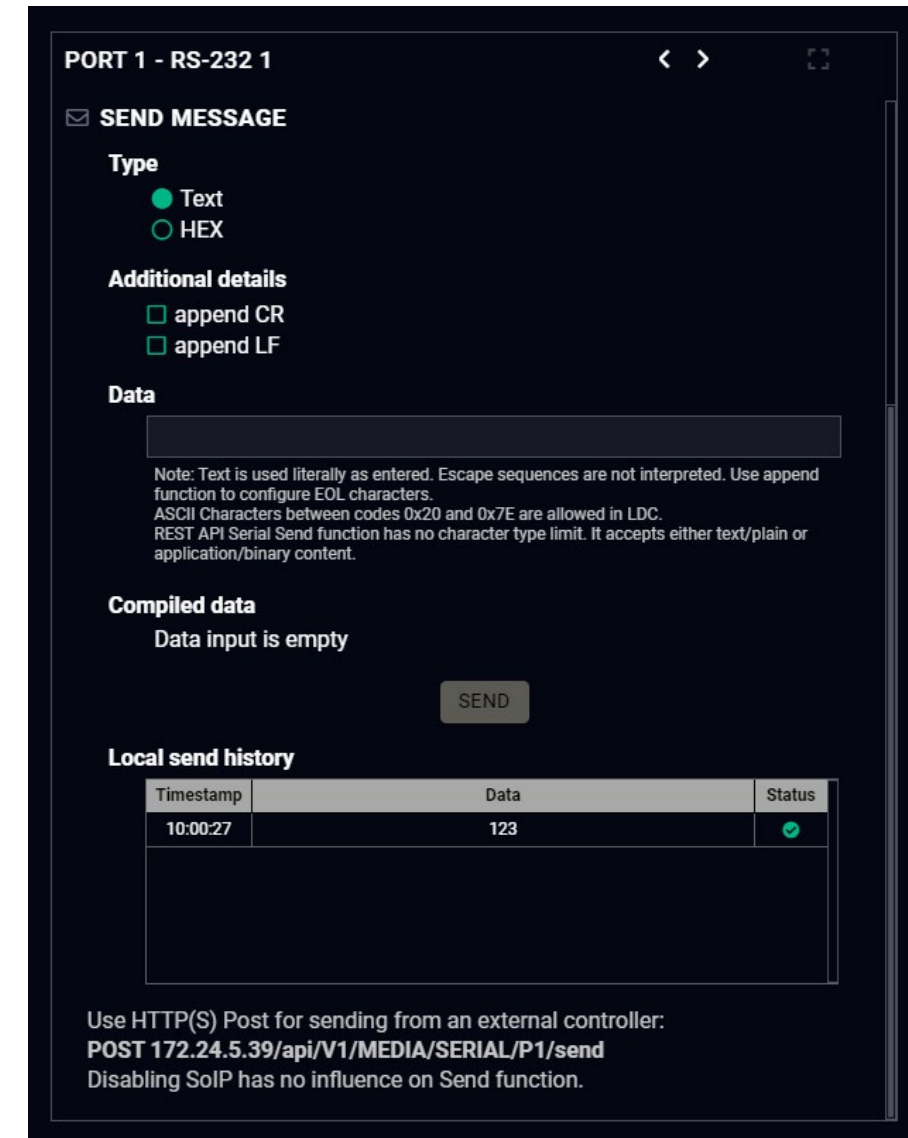 PORT 1 - RS-232 1
SEND MESSAGE
Type
Text
HEX
Additional details
append CR
append LF
Data
Note: Text is used literally as entered. Escape sequences are not interpreted. Use append
function to configure EOL characters.
ASCII Characters between codes 0x20 and 0x7E are allowed in LDC.
REST API Serial Send function has no character type limit. It accepts either text/plain or
application/binary content.
Compiled data
Data input is empty
SEND
Local send history
Timestamp Data Status
10:00:27 123
Use HTTP(S) Post for sending from an external controller:
POST 172.24.5.39/api/V1/MEDIA/SERIAL/P1/send
Disabling SoIP has no influence on Send function.